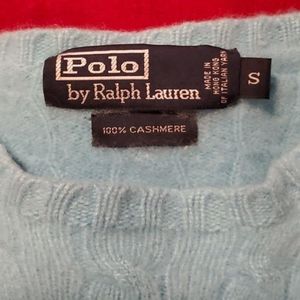 Polo
by Ralph Lauren
MADE IN
HONG KONG
OF ITALIAN YARN
S
100% CASHMERE